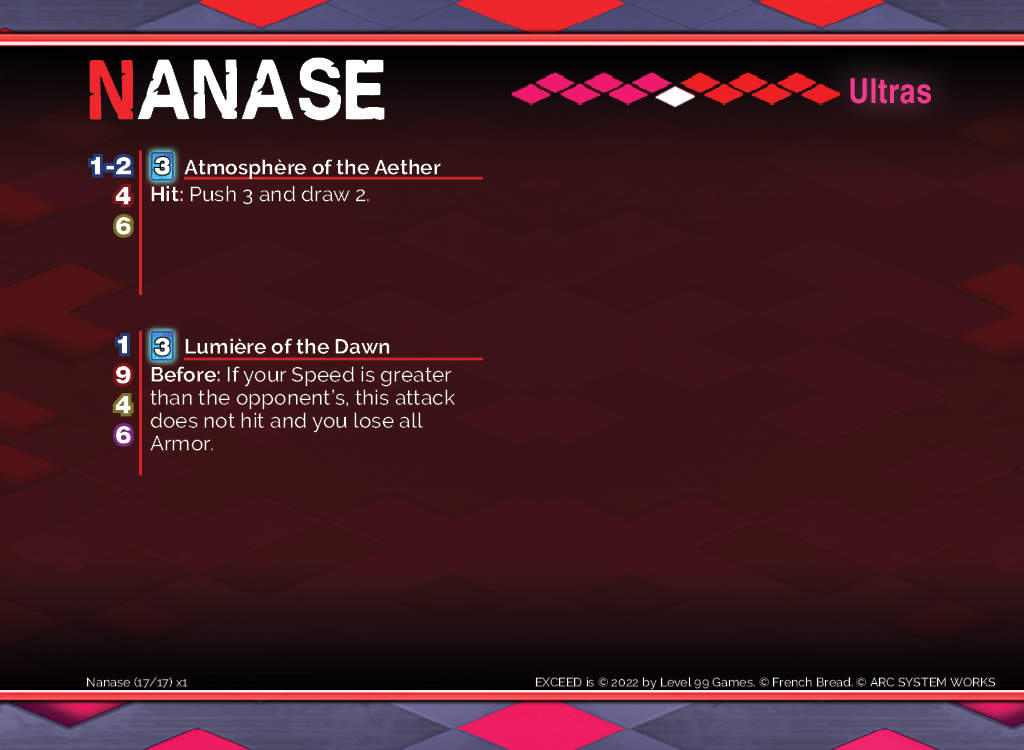 NANASE
Ultras
1-2
3 Atmosphère of the Aether
4
Hit: Push 3 and draw 2.
6
1
3 Lumière of the Dawn
9
Before: If your Speed is greater
4
than the opponent's, this attack
does not hit and you lose all
6
Armor.
Nanase (17/17) x1
EXCEED is © 2022 by Level 99 Games. © French Bread. © ARC SYSTEM WORKS